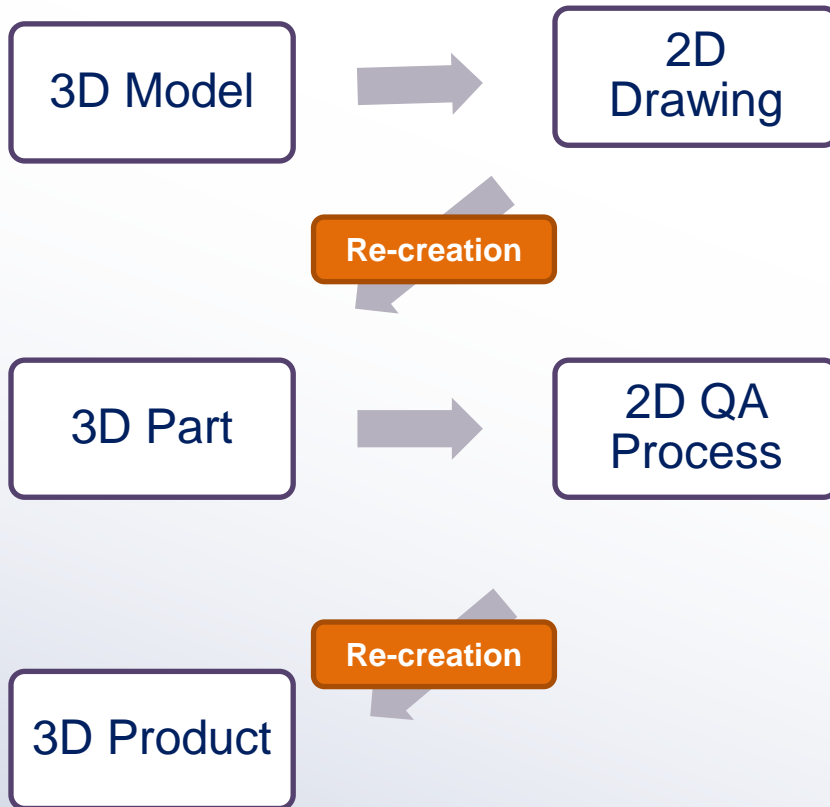 3D Model
2D
Drawing
Re-creation
3D Part
2D QA
Process
Re-creation
3D Product